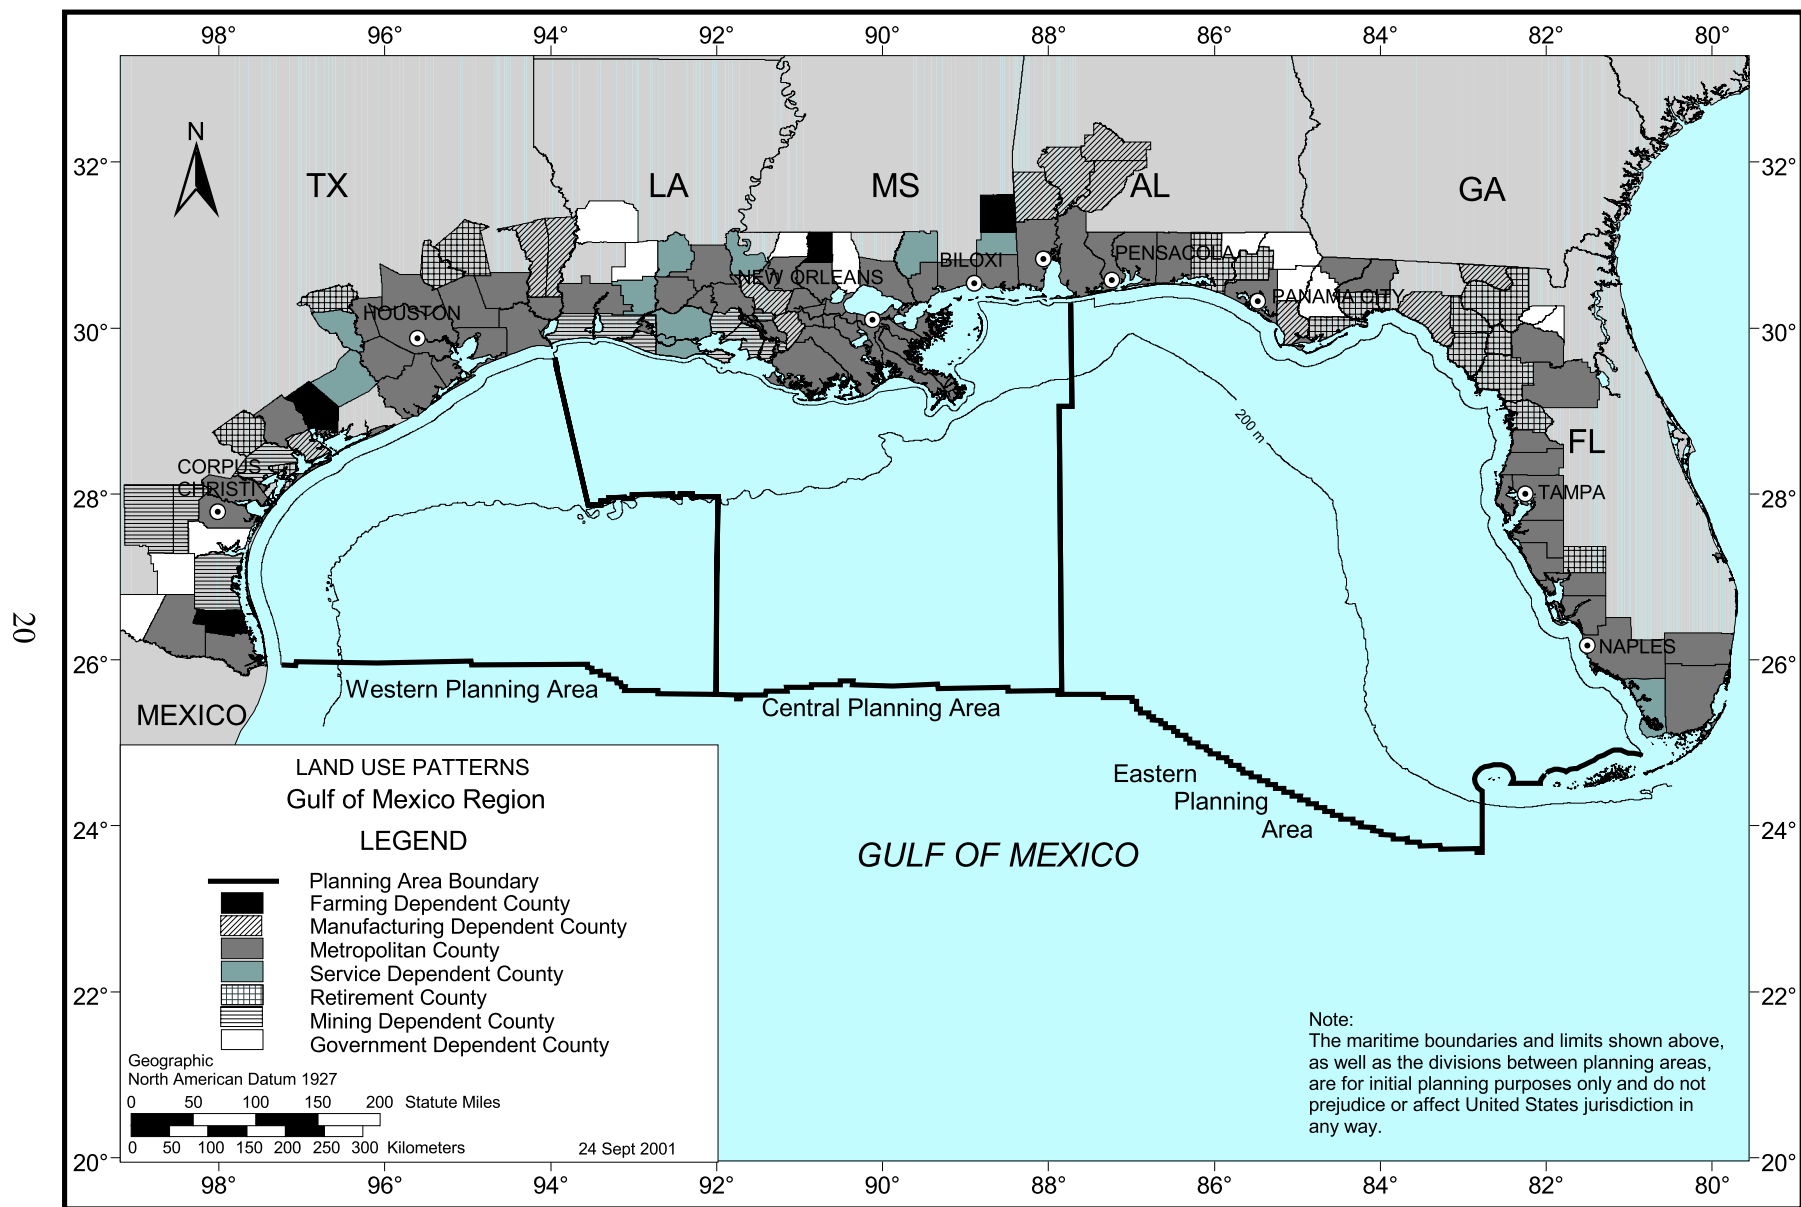 98° 96° 94° 92° 90° 88° 86° 84° 82° 80°
N
32° 32°
TX LA MS AL GA
PENSACOLA
BILOXI
NEW ORLEANS
PANAMA CITY
HOUSTON
30° 30°
200 m
FL
CORPUS
CHRISTI
28° 28°
TAMPA
20
NAPLES
26° 26°
Western Planning Area
Central Planning Area
MEXICO
Eastern
Planning
Area
24° 24°
GULF OF MEXICO
LAND USE PATTERNS
Gulf of Mexico Region
LEGEND
Planning Area Boundary
Farming Dependent County
Manufacturing Dependent County
Metropolitan County
Service Dependent County
22° 22°
Retirement County
Mining Dependent County
Government Dependent County
Geographic
North American Datum 1927
0 50 100 150 200 Statute Miles
0 50 100 150 200 250 300 Kilometers
24 Sept 2001
Note:
The maritime boundaries and limits shown above,
as well as the divisions between planning areas,
are for initial planning purposes only and do not
prejudice or affect United States jurisdiction in
any way.
20° 20°
98° 96° 94° 92° 90° 88° 86° 84° 82° 80°